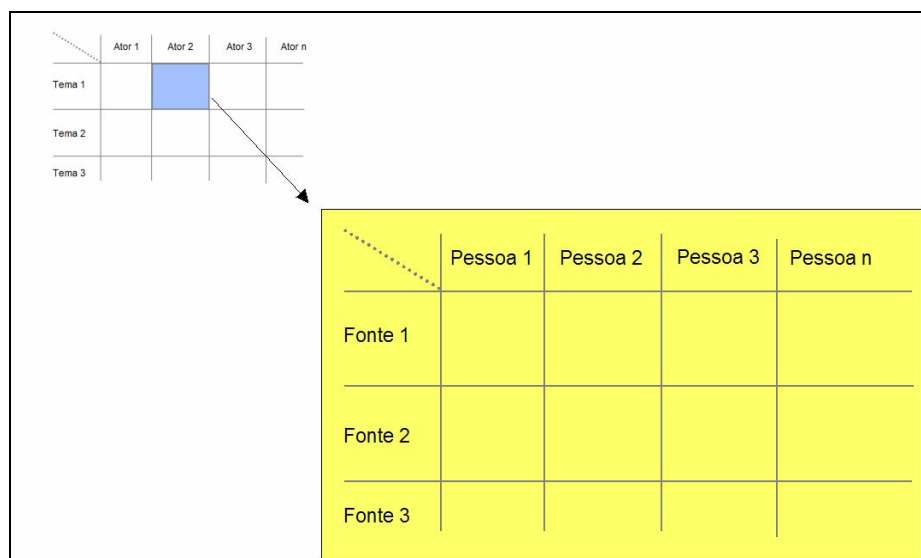 Ator 1 Ator 2 Ator 3 Ator n
Tema 1
Tema 2
Tema 3
Pessoa 1 Pessoa 2 Pessoa 3 Pessoa n
Fonte 1
Fonte 2
Fonte 3